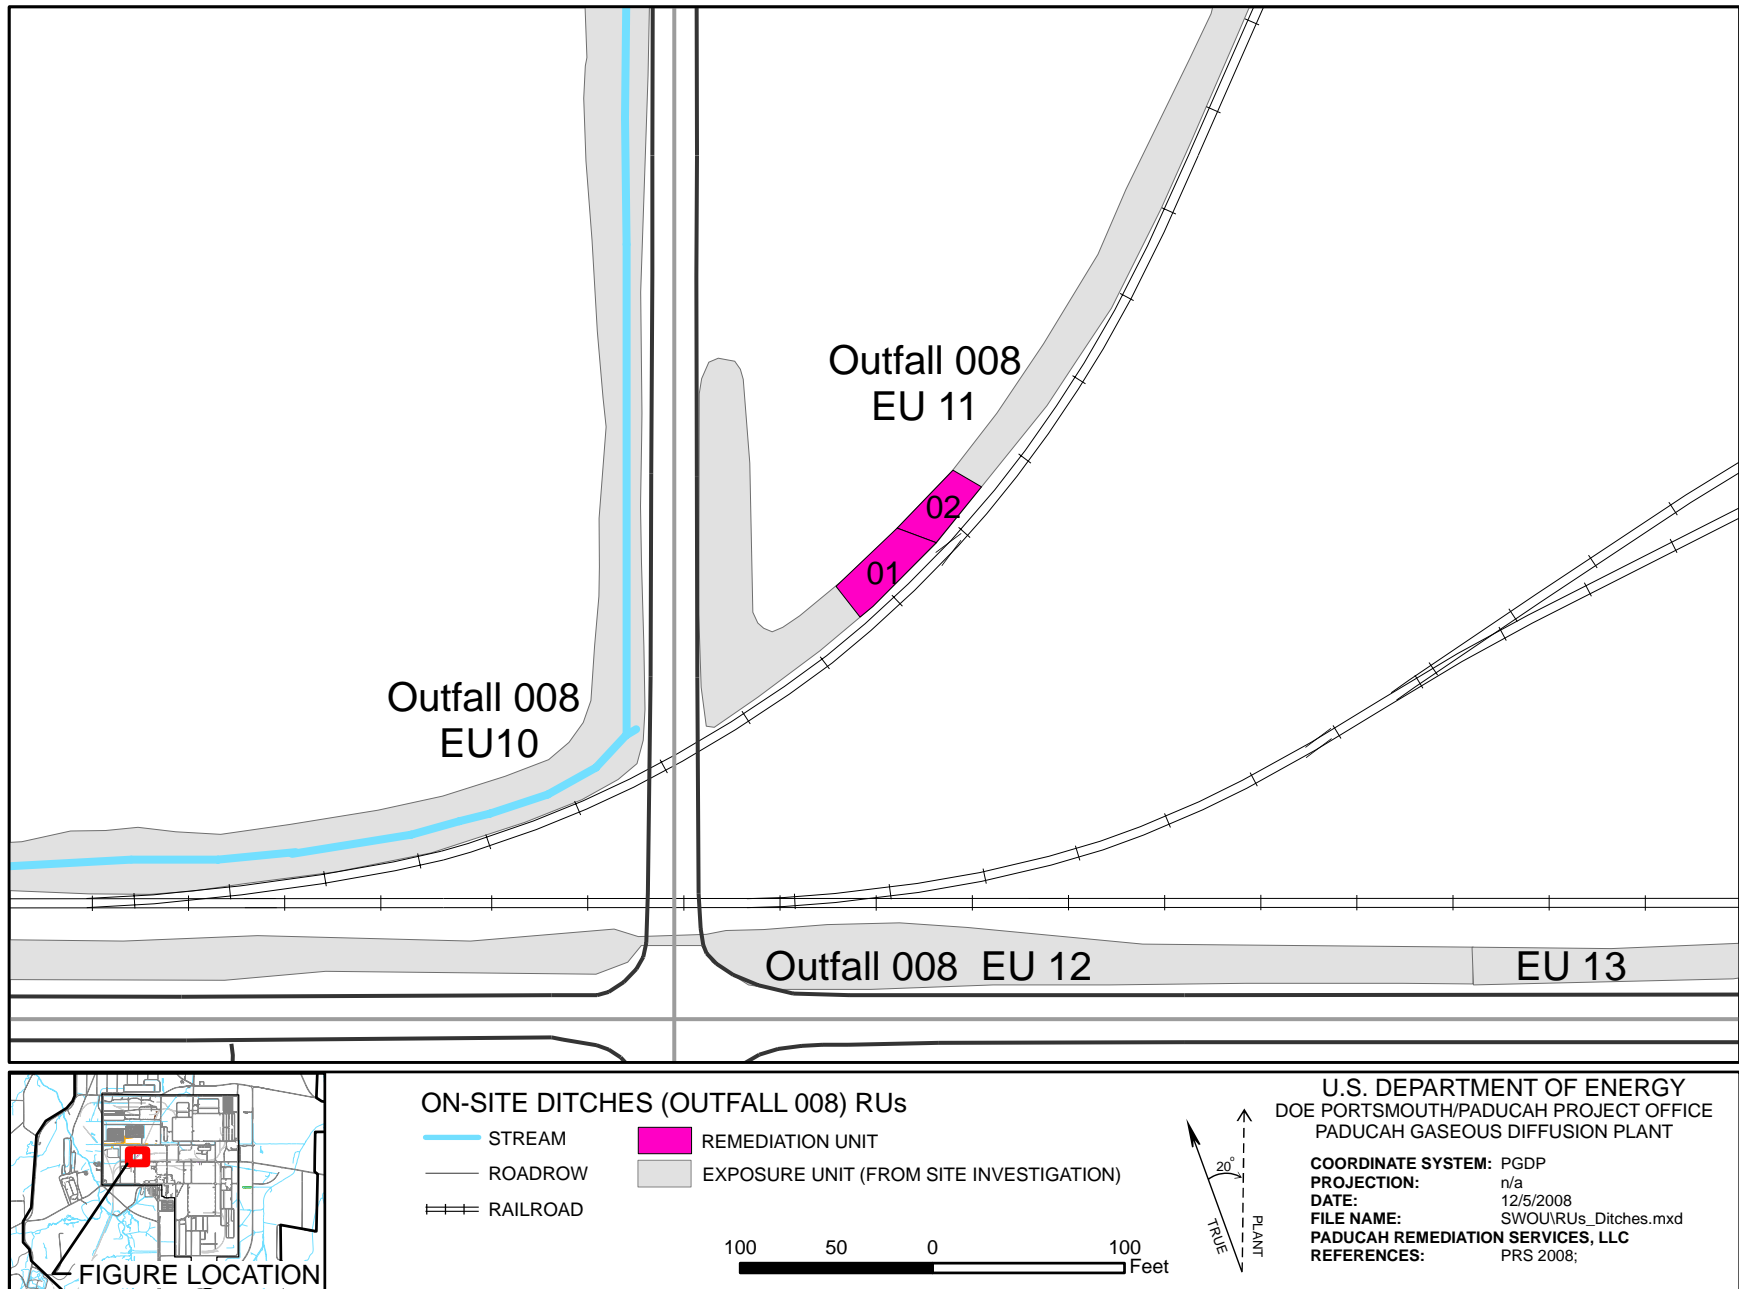 Outfall 008
EU 11
02
01
Outfall 008
EU10
Outfall 008 EU 12
EU 13
FIGURE LOCATION
ON-SITE DITCHES (OUTFALL 008) RUs
STREAM
ROADROW
RAILROAD
REMEDIATION UNIT
EXPOSURE UNIT (FROM SITE INVESTIGATION)
100 50 0 100
Feet
20°
TRUE
PLANT
U.S. DEPARTMENT OF ENERGY
DOE PORTSMOUTH/PADUCAH PROJECT OFFICE
PADUCAH GASEOUS DIFFUSION PLANT
COORDINATE SYSTEM: PGDP
PROJECTION: n/a
DATE: 12/5/2008
FILE NAME: SWOU\RUs_Ditches.mxd
PADUCAH REMEDIATION SERVICES, LLC
REFERENCES: PRS 2008;